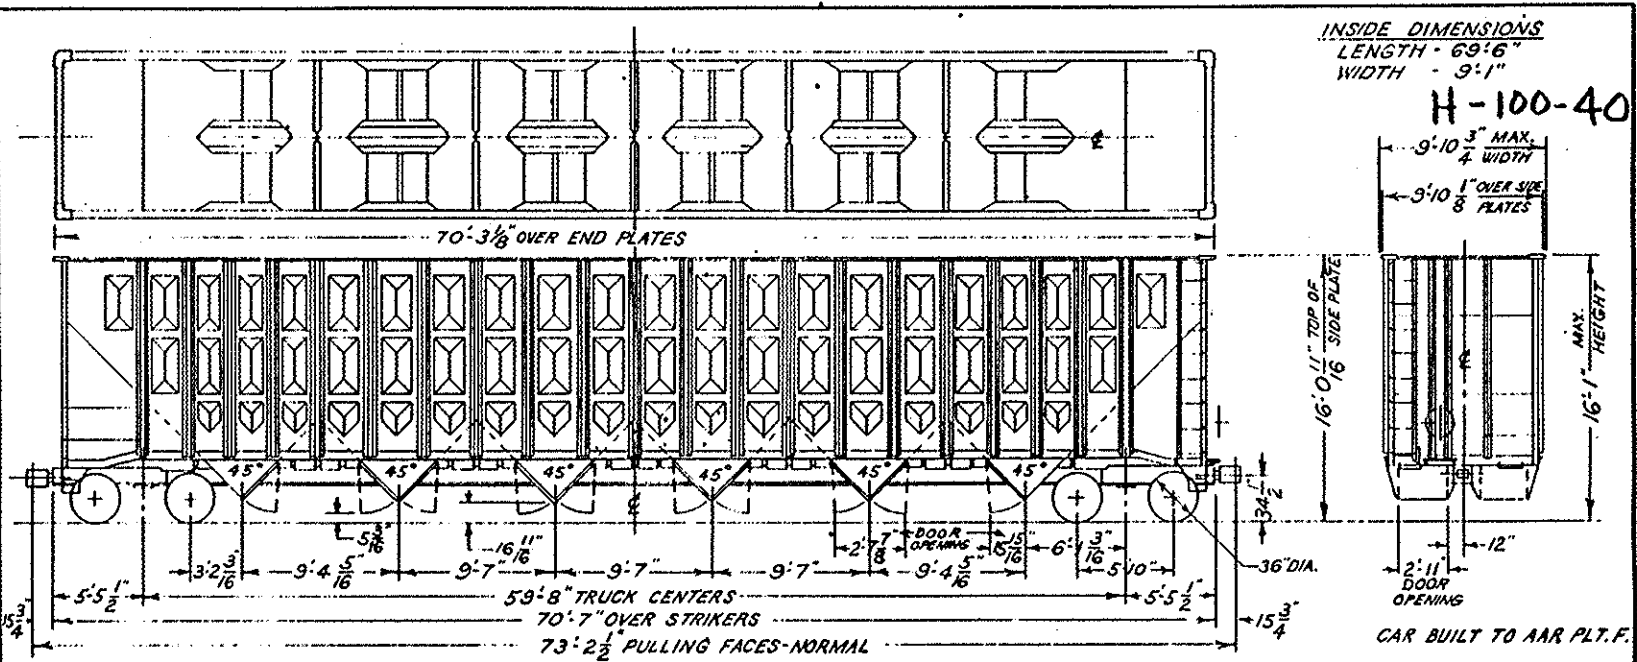 INSIDE DIMENSIONS
LENGTH - 69'-6"
WIDTH - 9'-1"
H-100-40
9'-10 3/4" MAX. WIDTH
9'-10 1/8" OVER SIDE PLATES
70'-3 1/8" OVER END PLATES
16'-0 11/16" TOP OF SIDE PLATE
16'-1" MAX. HEIGHT
45° 45° 45° 45° 45° 45°
34 1/2"
16 11/16"
2'-7 7/8"
DOOR OPENING
15 15/16"
6'-1 3/16"
3'-2 3/16"
9'-4 5/16"
9'-7"
9'-7"
9'-7"
9'-4 5/16"
5'-10"
36" DIA.
12"
2'-11"
DOOR
OPENING
5'-5 1/2"
59'-8" TRUCK CENTERS
5'-5 1/2"
15 3/4"
70'-7" OVER STRIKERS
15 3/4"
73'-2 1/2" PULLING FACES-NORMAL
CAR BUILT TO AAR PLT. F.